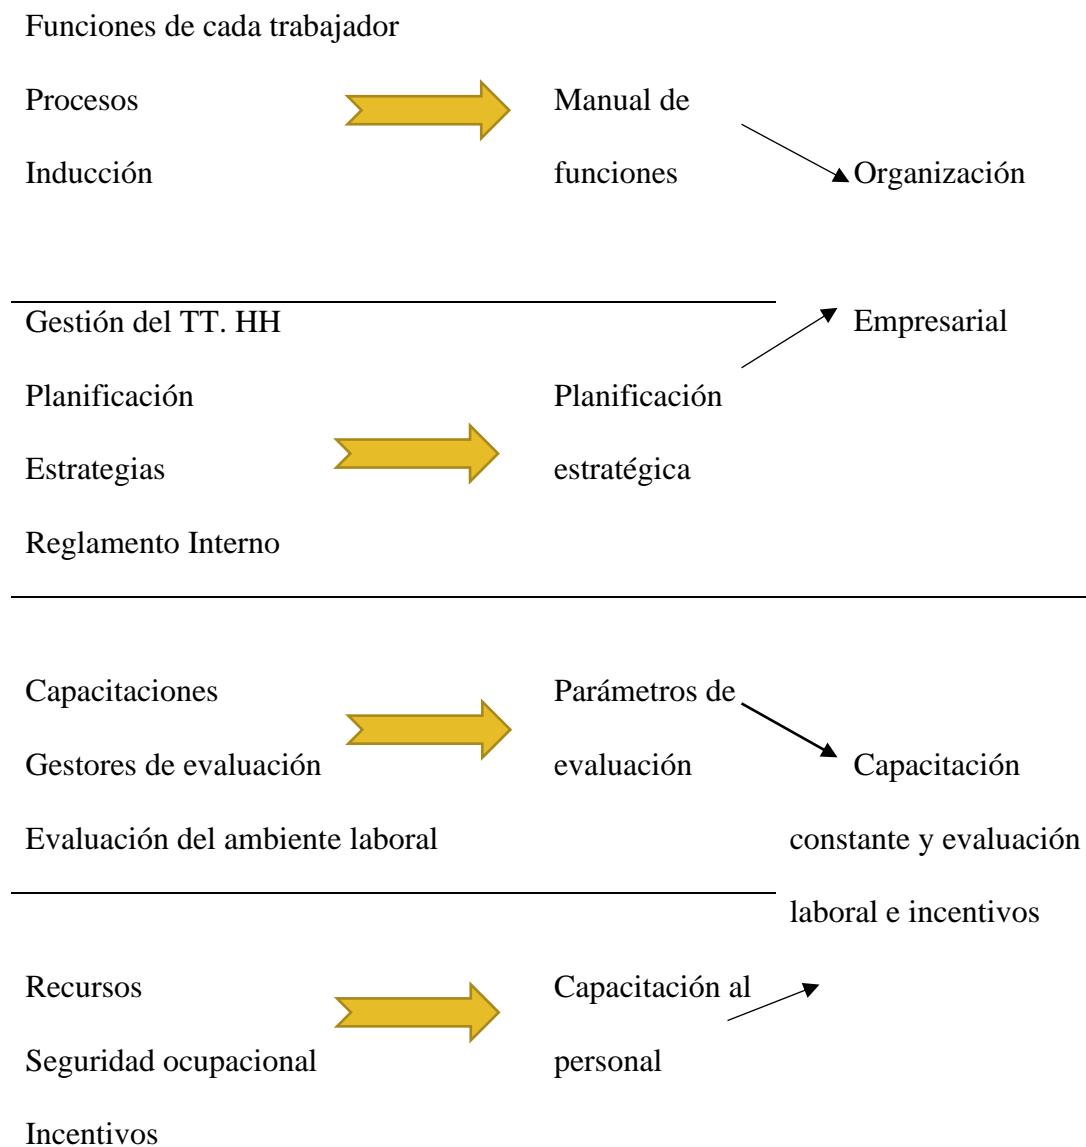 Funciones de cada trabajador
Procesos
Inducción
Manual de
funciones
Organización
Empresarial
Gestión del TT. HH
Planificación
Estrategias
Reglamento Interno
Planificación
estratégica
Capacitaciones
Gestores de evaluación
Evaluación del ambiente laboral
Parámetros de
evaluación
Capacitación
constante y evaluación
laboral e incentivos
Recursos
Seguridad ocupacional
Incentivos
Capacitación al
personal